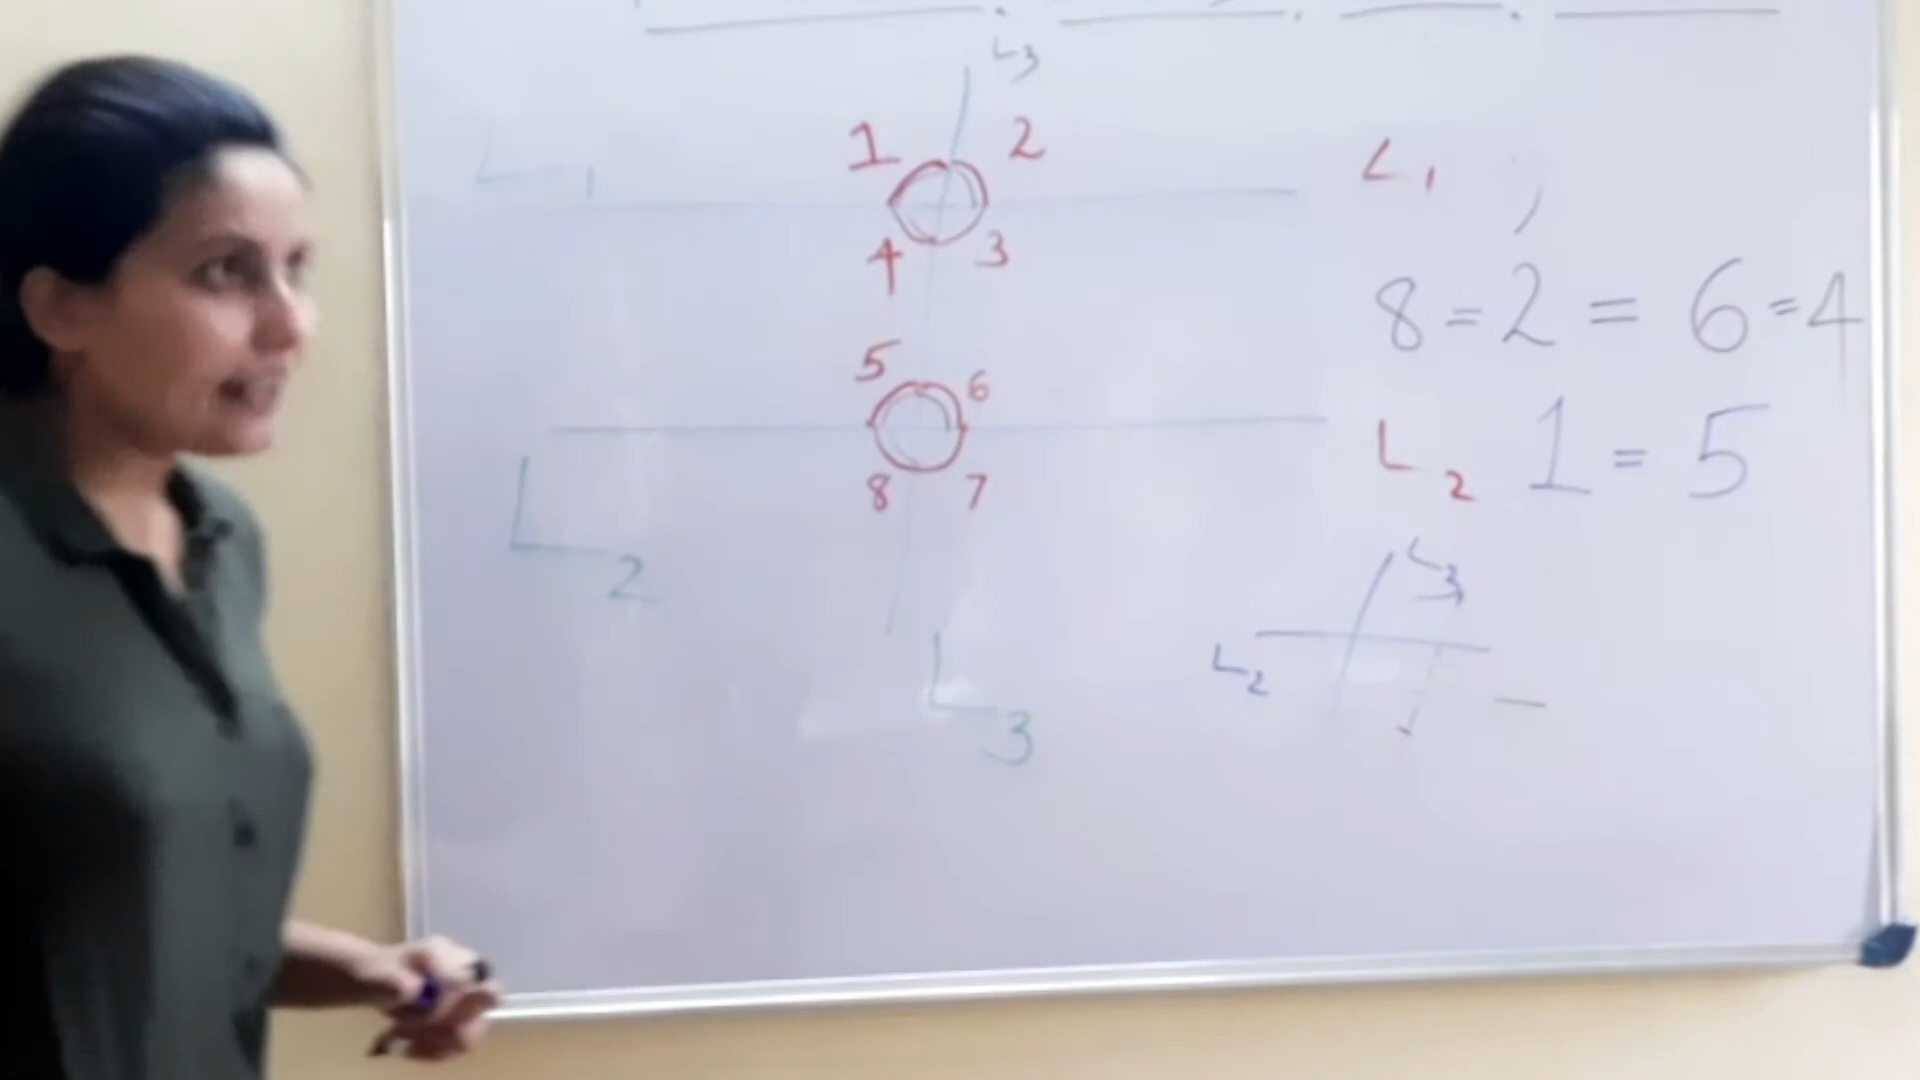 L3
1 2
L1 L1
4 3
8 = 2 = 6 = 4
5 6
L2 1 = 5
8 7
L2
L3
L2
L3